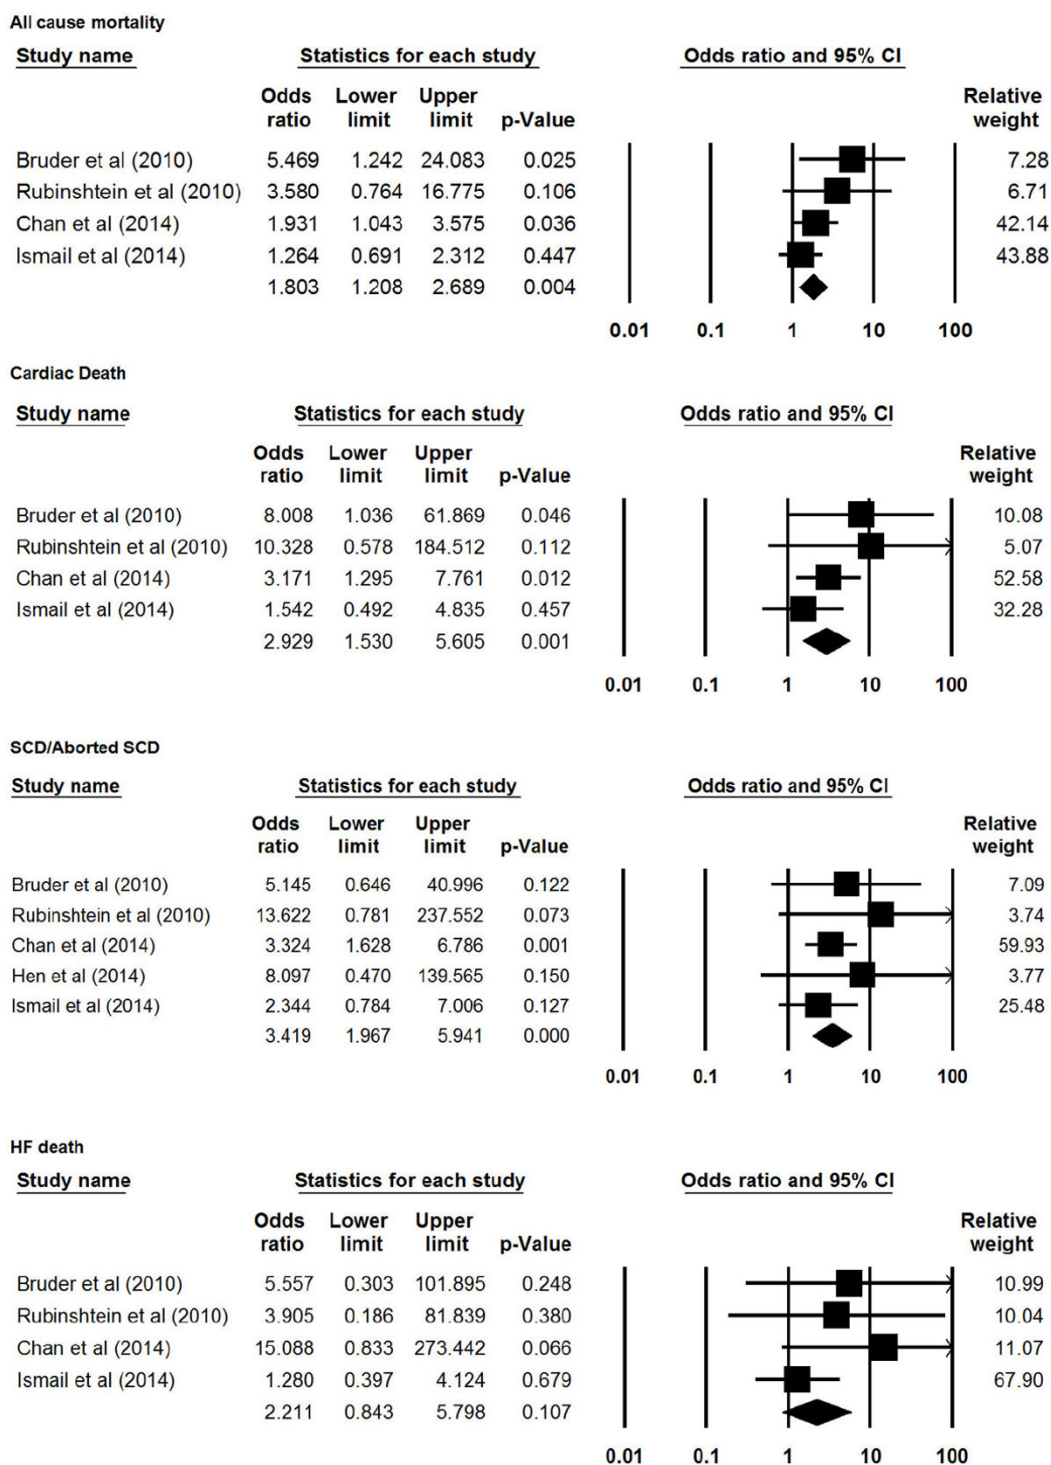 All cause mortality
Study name Statistics for each study Odds ratio and 95% CI
Odds Lower Upper Relative
ratio limit limit p-Value weight
Bruder et al (2010) 5.469 1.242 24.083 0.025 7.28
Rubinshtein et al (2010) 3.580 0.764 16.775 0.106 6.71
Chan et al (2014) 1.931 1.043 3.575 0.036 42.14
Ismail et al (2014) 1.264 0.691 2.312 0.447 43.88
1.803 1.208 2.689 0.004
0.01 0.1 1 10 100
Cardiac Death
Study name Statistics for each study Odds ratio and 95% CI
Odds Lower Upper Relative
ratio limit limit p-Value weight
Bruder et al (2010) 8.008 1.036 61.869 0.046 10.08
Rubinshtein et al (2010) 10.328 0.578 184.512 0.112 5.07
Chan et al (2014) 3.171 1.295 7.761 0.012 52.58
Ismail et al (2014) 1.542 0.492 4.835 0.457 32.28
2.929 1.530 5.605 0.001
0.01 0.1 1 10 100
SCD/Aborted SCD
Study name Statistics for each study Odds ratio and 95% CI
Odds Lower Upper Relative
ratio limit limit p-Value weight
Bruder et al (2010) 5.145 0.646 40.996 0.122 7.09
Rubinshtein et al (2010) 13.622 0.781 237.552 0.073 3.74
Chan et al (2014) 3.324 1.628 6.786 0.001 59.93
Hen et al (2014) 8.097 0.470 139.565 0.150 3.77
Ismail et al (2014) 2.344 0.784 7.006 0.127 25.48
3.419 1.967 5.941 0.000
0.01 0.1 1 10 100
HF death
Study name Statistics for each study Odds ratio and 95% CI
Odds Lower Upper Relative
ratio limit limit p-Value weight
Bruder et al (2010) 5.557 0.303 101.895 0.248 10.99
Rubinshtein et al (2010) 3.905 0.186 81.839 0.380 10.04
Chan et al (2014) 15.088 0.833 273.442 0.066 11.07
Ismail et al (2014) 1.280 0.397 4.124 0.679 67.90
2.211 0.843 5.798 0.107
0.01 0.1 1 10 100